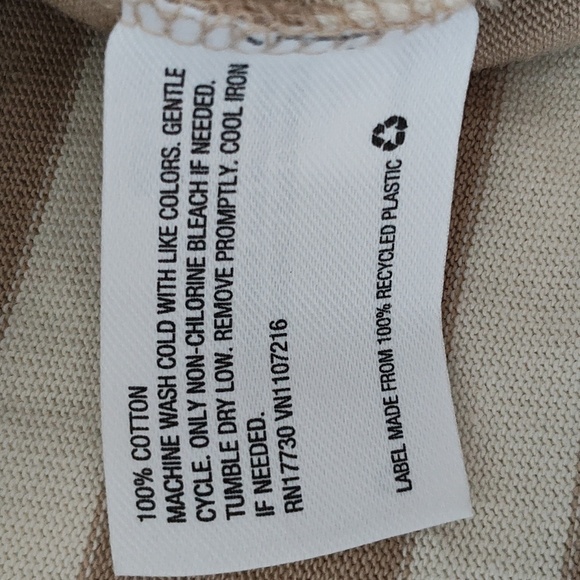 100% COTTON
MACHINE WASH COLD WITH LIKE COLORS. GENTLE
CYCLE. ONLY NON-CHLORINE BLEACH IF NEEDED.
TUMBLE DRY LOW. REMOVE PROMPTLY. COOL IRON
IF NEEDED.
RN17730 VN1107216
LABEL MADE FROM 100% RECYCLED PLASTIC